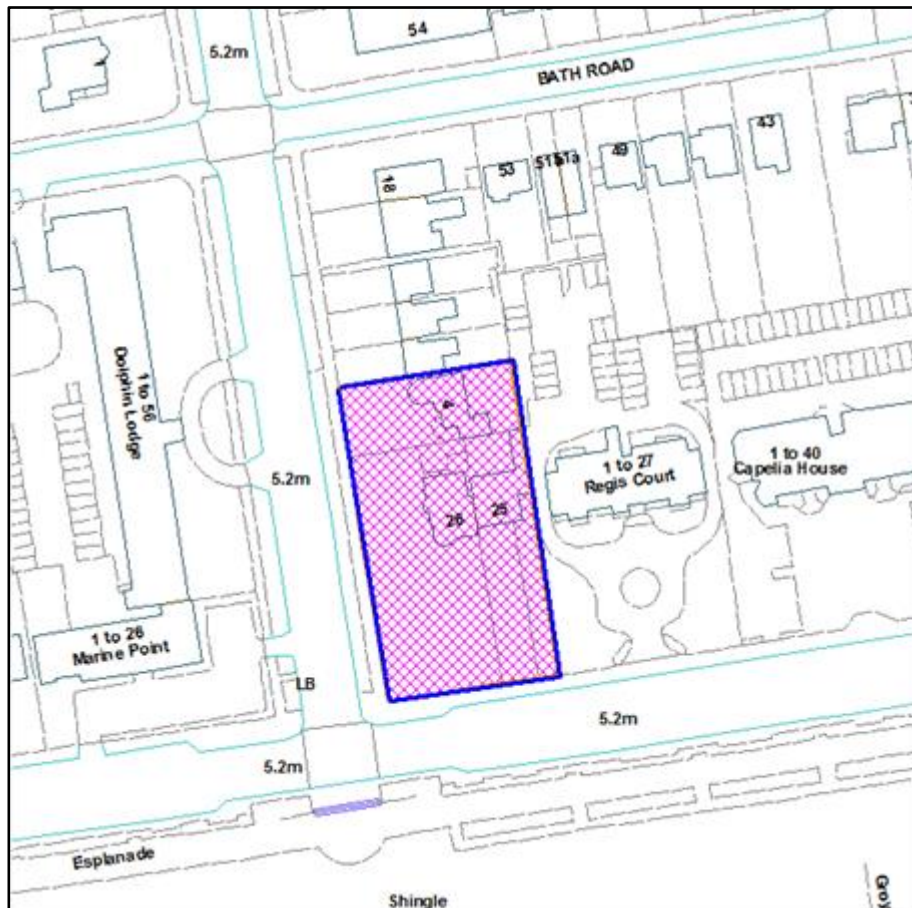 54
5.2m
BATH ROAD
43
49
51
51a
53
18
1 to 56
Dolphin Lodge
4
5.2m
1 to 27
Regis Court
1 to 40
Capelia House
26
25
1 to 26
Marine Point
LB
5.2m
5.2m
Esplanade
Shingle